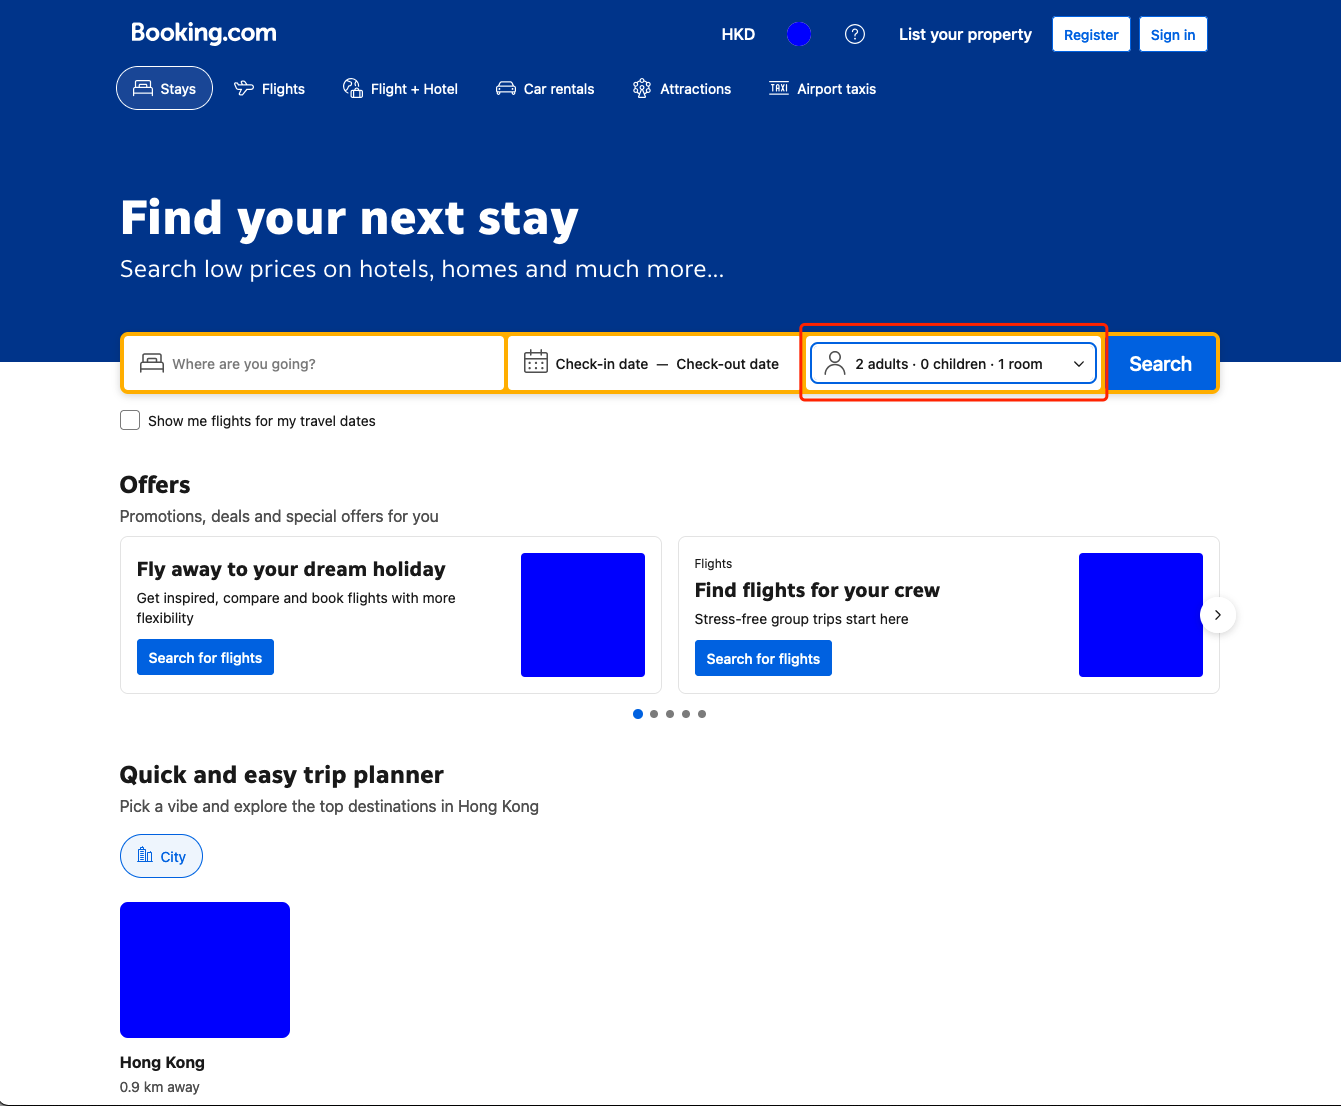 Booking.com
HKD
?
List your property
Register
Sign in
Stays
Flights
Flight + Hotel
Car rentals
Attractions
TAXI
Airport taxis
Find your next stay
Search low prices on hotels, homes and much more...
Where are you going?
Check-in date — Check-out date
2 adults · 0 children · 1 room
Search
Show me flights for my travel dates
Offers
Promotions, deals and special offers for you
Fly away to your dream holiday
Get inspired, compare and book flights with more
flexibility
Search for flights
Flights
Find flights for your crew
Stress-free group trips start here
Search for flights
Quick and easy trip planner
Pick a vibe and explore the top destinations in Hong Kong
City
Hong Kong
0.9 km away